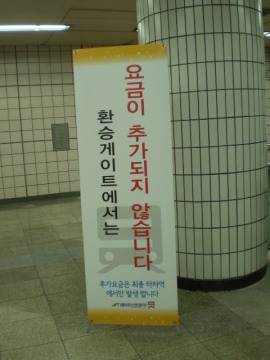 환승게이트에서는
요금이 추가되지 않습니다
추가요금은 최종 하차역
에서만 발생 합니다